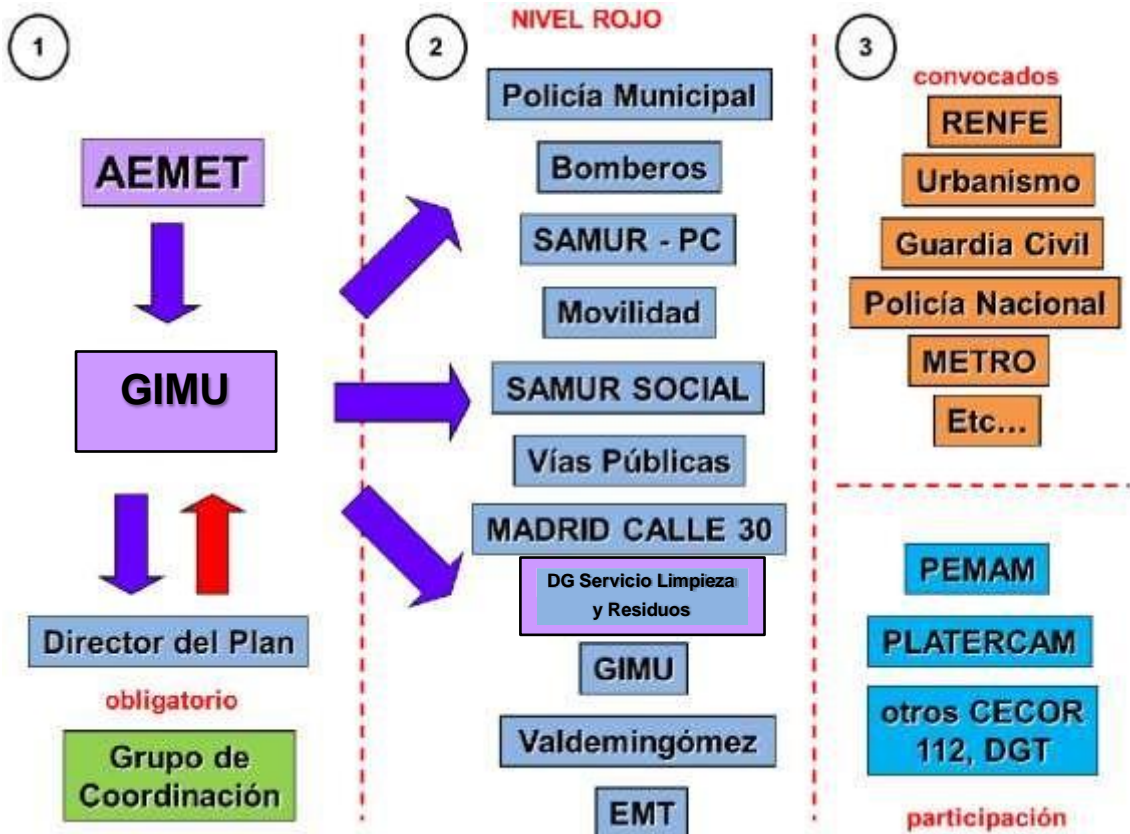 NIVEL ROJO
1
AEMET
GIMU
Director del Plan
obligatorio
Grupo de
Coordinación
2
Policía Municipal
Bomberos
SAMUR - PC
Movilidad
SAMUR SOCIAL
Vías Públicas
MADRID CALLE 30
DG Servicio Limpieza
y Residuos
GIMU
Valdemingómez
EMT
3
convocados
RENFE
Urbanismo
Guardia Civil
Policía Nacional
METRO
Etc...
PEMAM
PLATERCAM
otros CECOR
112, DGT
participación